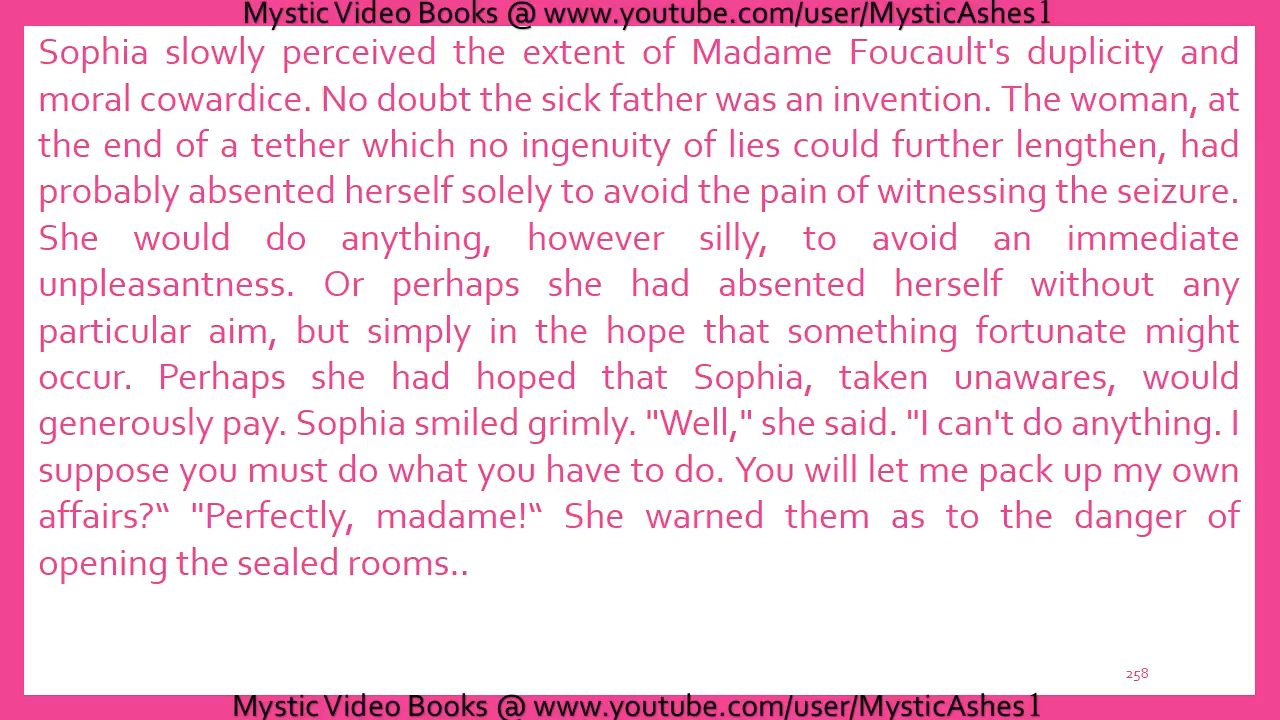 Mystic Video Books @ www.youtube.com/user/MysticAshes1
Sophia slowly perceived the extent of Madame Foucault's duplicity and
moral cowardice. No doubt the sick father was an invention. The woman, at
the end of a tether which no ingenuity of lies could further lengthen, had
probably absented herself solely to avoid the pain of witnessing the seizure.
She would do anything, however silly, to avoid an immediate
unpleasantness. Or perhaps she had absented herself without any
particular aim, but simply in the hope that something fortunate might
occur. Perhaps she had hoped that Sophia, taken unawares, would
generously pay. Sophia smiled grimly. "Well," she said. "I can't do anything. I
suppose you must do what you have to do. You will let me pack up my own
affairs?“ "Perfectly, madame!“ She warned them as to the danger of
opening the sealed rooms..
258
Mystic Video Books @ www.youtube.com/user/MysticAshes1